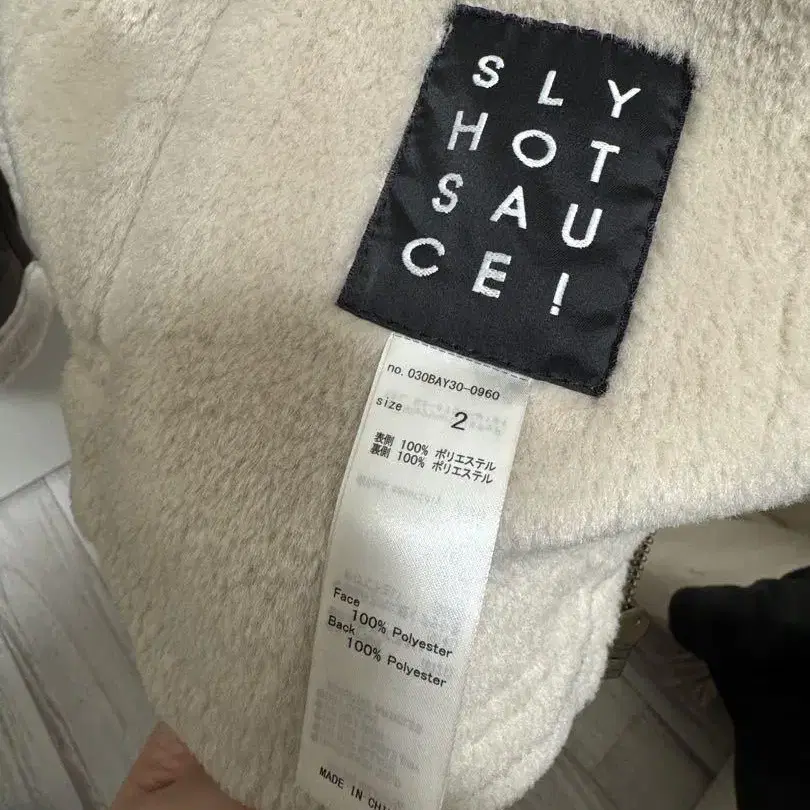 SLY
HOT
SAU
CE!
no. 030BAY30-0960
size 2
表側 100% ポリエステル
裏側 100% ポリエステル
Face
100% Polyester
Back
100% Polyester
MADE IN